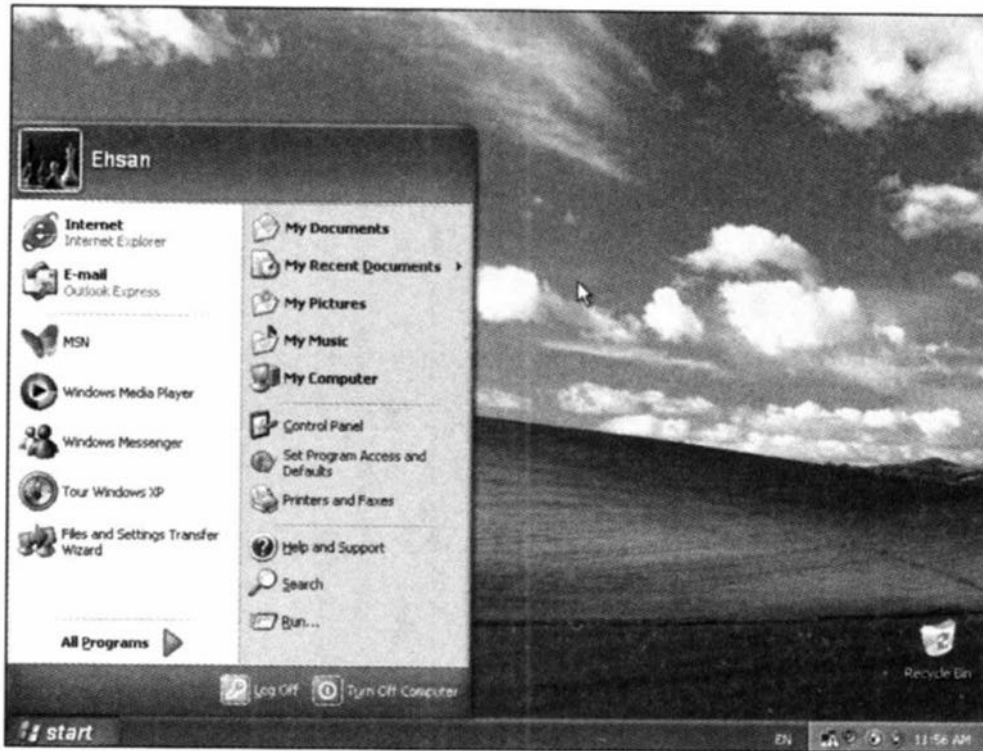 Ehsan
Internet
Internet Explorer
E-mail
Outlook Express
MSN
Windows Media Player
Windows Messenger
Tour Windows XP
Files and Settings Transfer
Wizard
All Programs
My Documents
My Recent Documents
My Pictures
My Music
My Computer
Control Panel
Set Program Access and
Defaults
Printers and Faxes
Help and Support
Search
Run...
Log Off
Turn Off Computer
Recycle Bin
start
EN
11:56 AM